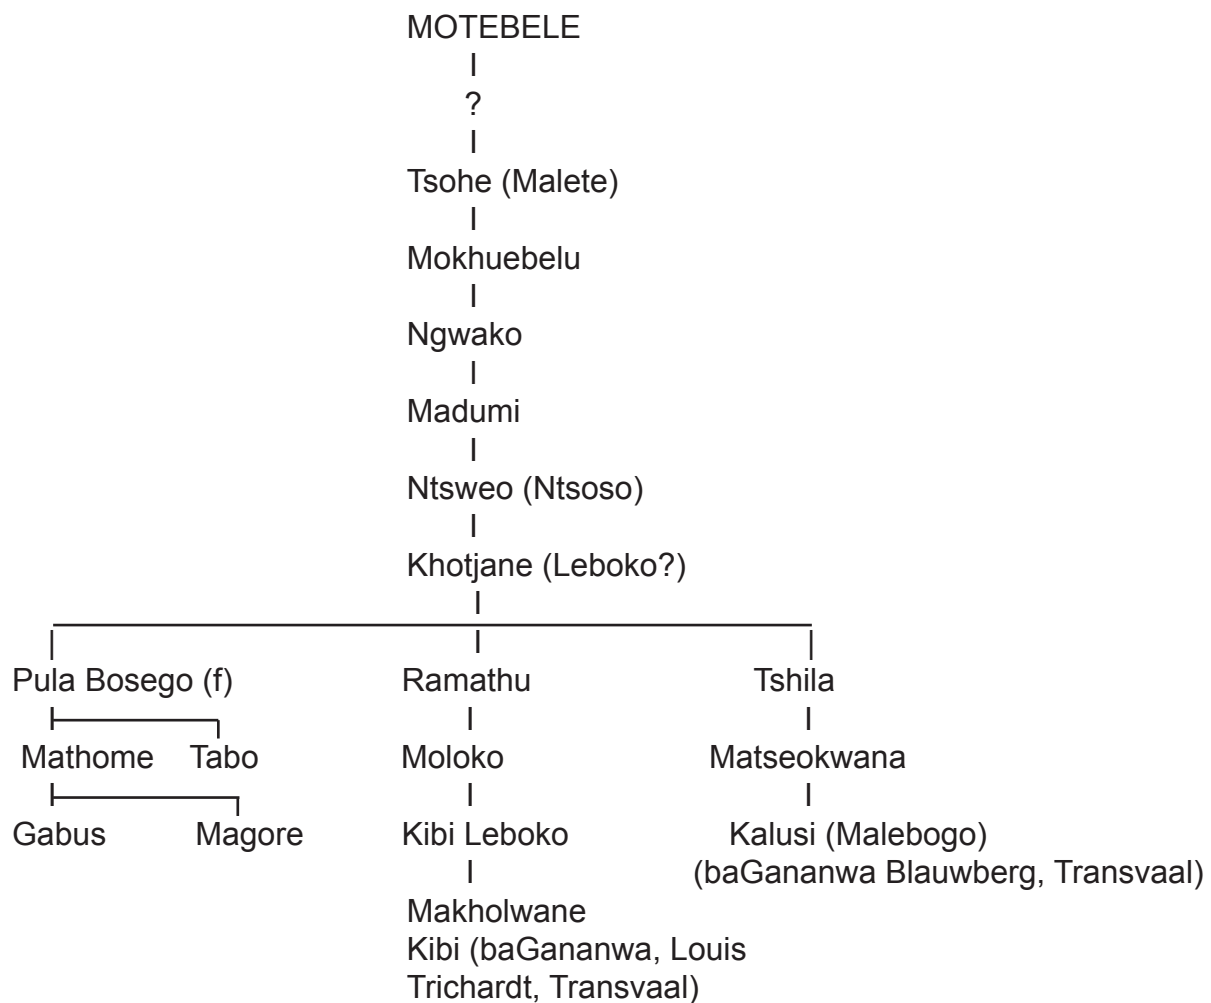 MOTEBELE
?
Tsohe (Malete)
Mokhuebelu
Ngwako
Madumi
Ntsweo (Ntsoso)
Khotjane (Leboko?)
Pula Bosego (f) Ramathu Tshila
Mathome Tabo Moloko Matseokwana
Gabus Magore Kibi Leboko Kalusi (Malebogo)
(baGananwa Blauwberg, Transvaal)
Makholwane
Kibi (baGananwa, Louis
Trichardt, Transvaal)